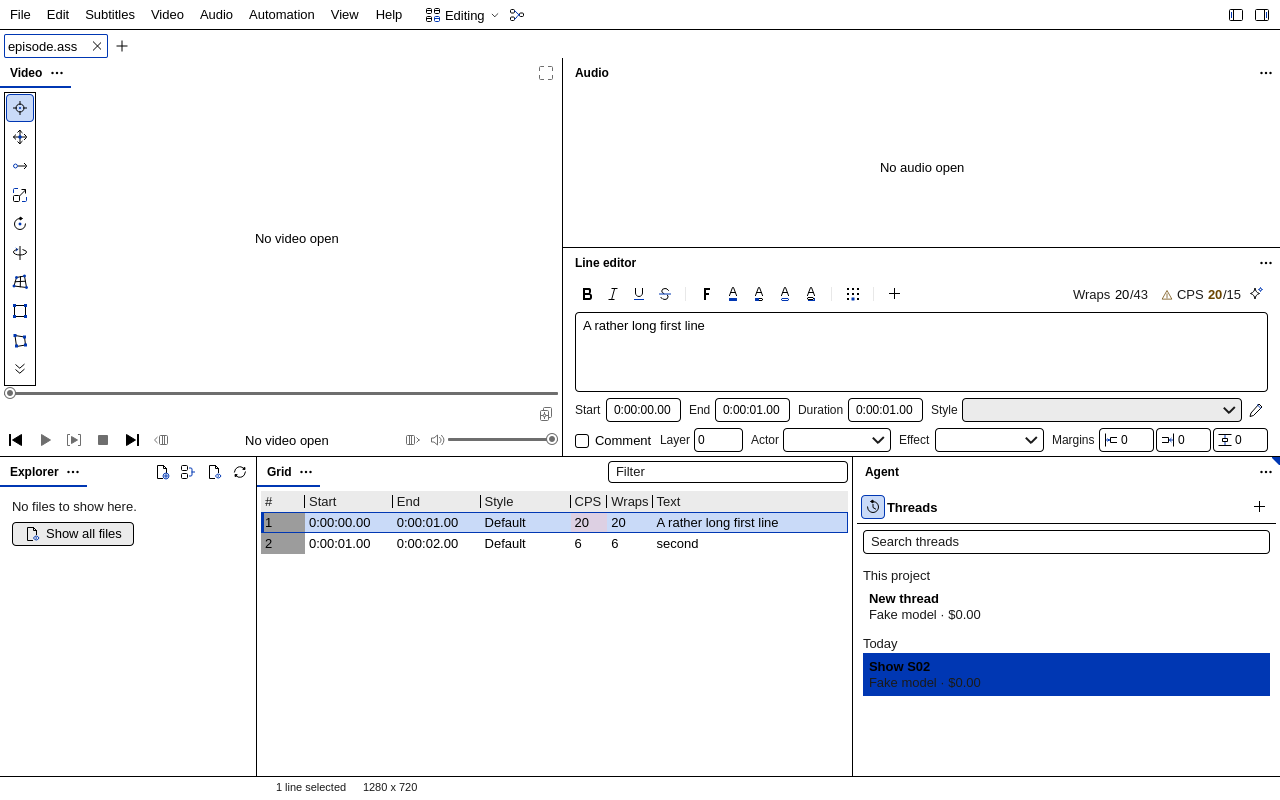 File Edit Subtitles Video Audio Automation View Help Editing
episode.ass
Video
No video open
No video open
Audio
No audio open
Line editor
Wraps 20/43 CPS 20/15
A rather long first line
Start 0:00:00.00 End 0:00:01.00 Duration 0:00:01.00 Style
Comment Layer 0 Actor Effect Margins 0 0 0
Explorer
No files to show here.
Show all files
Grid Filter
# Start End Style CPS Wraps Text
1 0:00:00.00 0:00:01.00 Default 20 20 A rather long first line
2 0:00:01.00 0:00:02.00 Default 6 6 second
Agent
Threads
Search threads
This project
New thread
Fake model · $0.00
Today
Show S02
Fake model · $0.00
1 line selected 1280 x 720